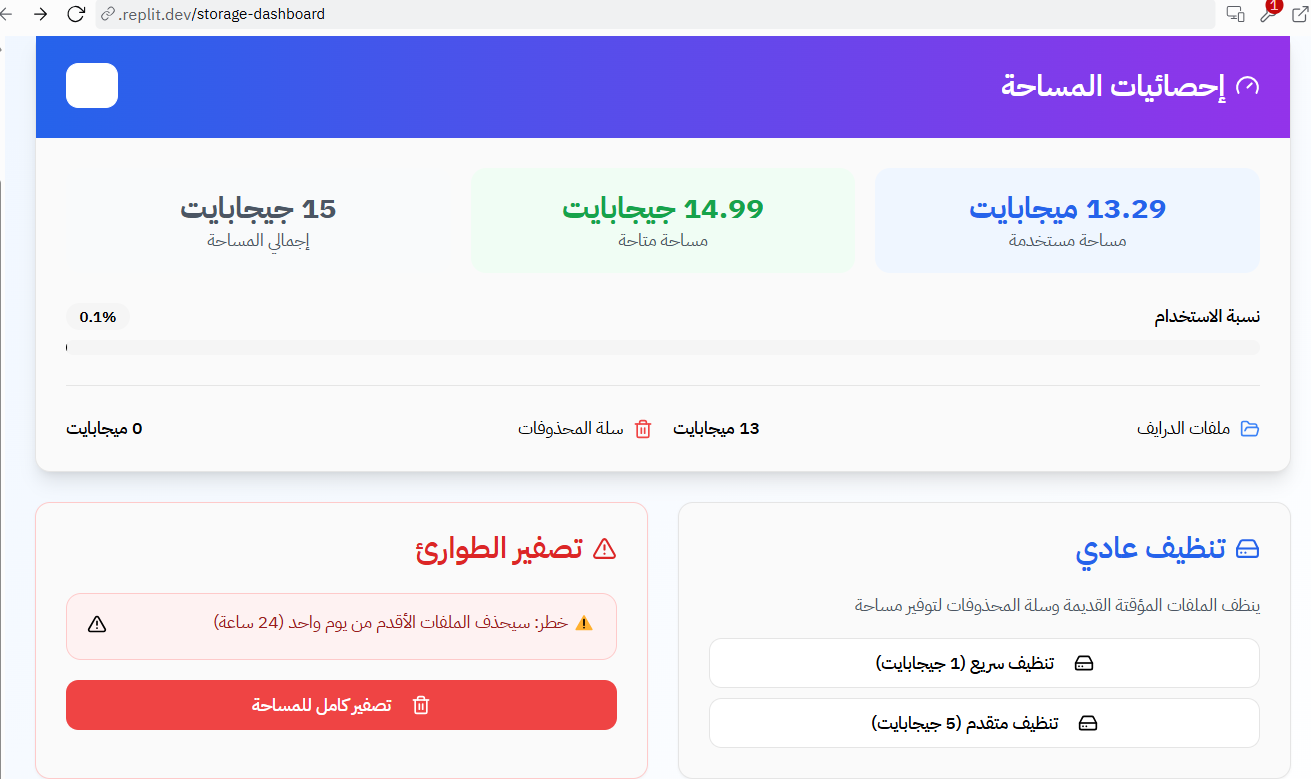 .replit.dev/storage-dashboard
1
إحصائيات المساحة
13.29 ميجابايت
مساحة مستخدمة
14.99 جيجابايت
مساحة متاحة
15 جيجابايت
إجمالي المساحة
نسبة الاستخدام
0.1%
ملفات الدرايف
13 ميجابايت
سلة المحذوفات
0 ميجابايت
تنظيف عادي
ينظف الملفات المؤقتة القديمة وسلة المحذوفات لتوفير مساحة
تنظيف سريع (1 جيجابايت)
تنظيف متقدم (5 جيجابايت)
تصفير الطوارئ
⚠️ خطر: سيحذف الملفات الأقدم من يوم واحد (24 ساعة)
تصفير كامل للمساحة